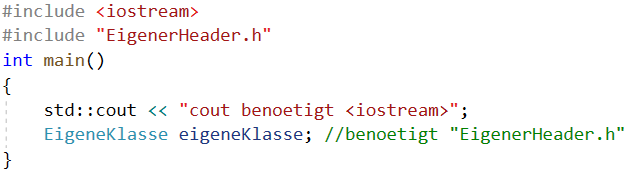 #include <iostream>
#include "EigenerHeader.h"
int main()
{
    std::cout << "cout benoetigt <iostream>";
    EigeneKlasse eigeneKlasse; //benoetigt "EigenerHeader.h"
}